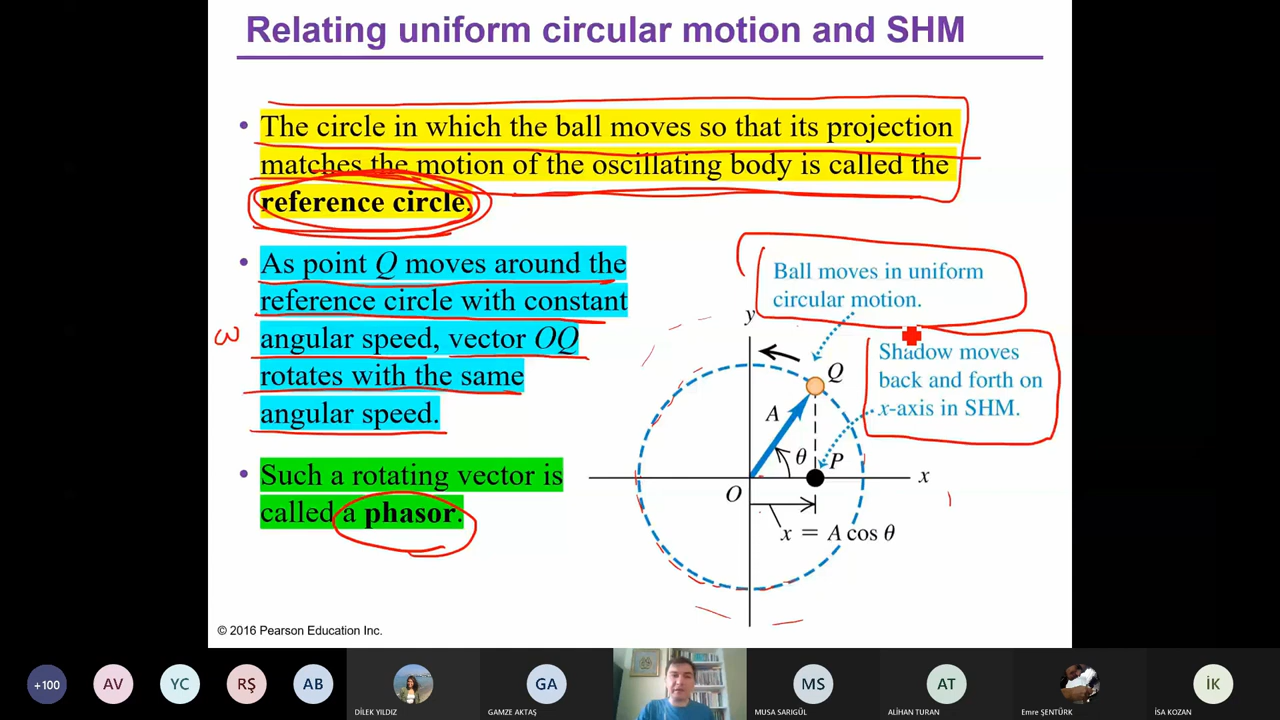 Relating uniform circular motion and SHM
• The circle in which the ball moves so that its projection
matches the motion of the oscillating body is called the
reference circle.
• As point Q moves around the
reference circle with constant
ω
angular speed, vector OQ
rotates with the same
angular speed.
• Such a rotating vector is
called a phasor.
Ball moves in uniform
circular motion.
y
Shadow moves
back and forth on
x-axis in SHM.
Q
A
θ
P
x
O
x = A cos θ
© 2016 Pearson Education Inc.
+100
AV
YC
RŞ
AB
DİLEK YILDIZ
GA
GAMZE AKTAŞ
MS
MUSA SARIGÜL
AT
ALİHAN TURAN
Emre ŞENTÜRK
İK
İSA KOZAN